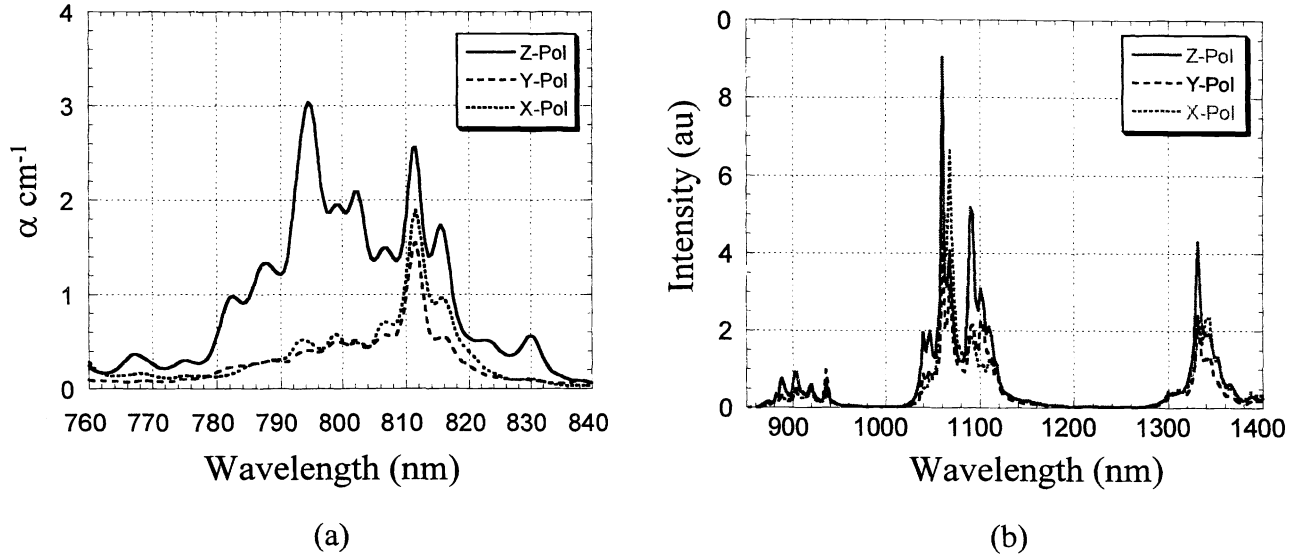 4
3
2
1
0
α cm-1
Z-Pol
Y-Pol
X-Pol
760 770 780 790 800 810 820 830 840
Wavelength (nm)
(a)
0
8
6
4
2
0
Intensity (au)
Z-Pol
Y-Pol
X-Pol
900 1000 1100 1200 1300 1400
Wavelength (nm)
(b)